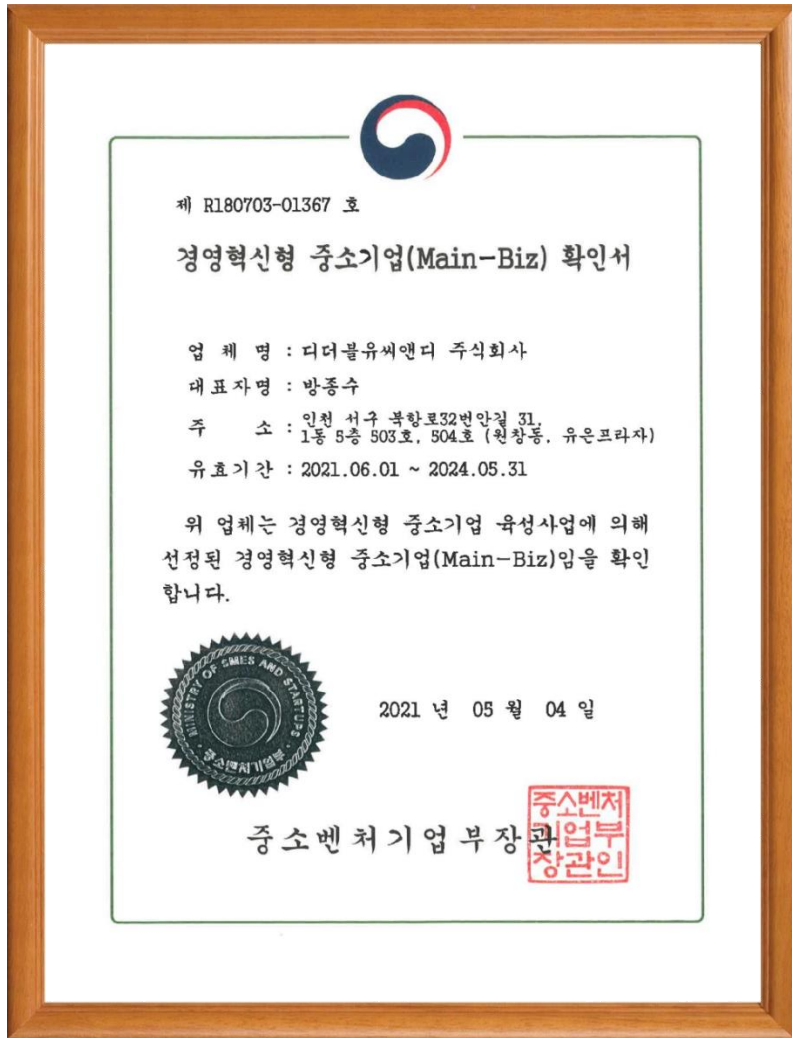 제 R180703-01367 호
경영혁신형 중소기업(Main-Biz) 확인서
업 체 명 : 디더블유씨앤디 주식회사
대표자명 : 방종수
주 소 : 인천 서구 북항로32번안길 31,
1동 5층 503호, 504호 (원창동, 유은프라자)
유효기간 : 2021.06.01 ~ 2024.05.31
위 업체는 경영혁신형 중소기업 육성사업에 의해
선정된 경영혁신형 중소기업(Main-Biz)임을 확인
합니다.
MINISTRY OF SMES AND STARTUPS
중소벤처기업부
2021 년 05 월 04 일
중소벤처기업부장관
중소벤처
기업부
장관인